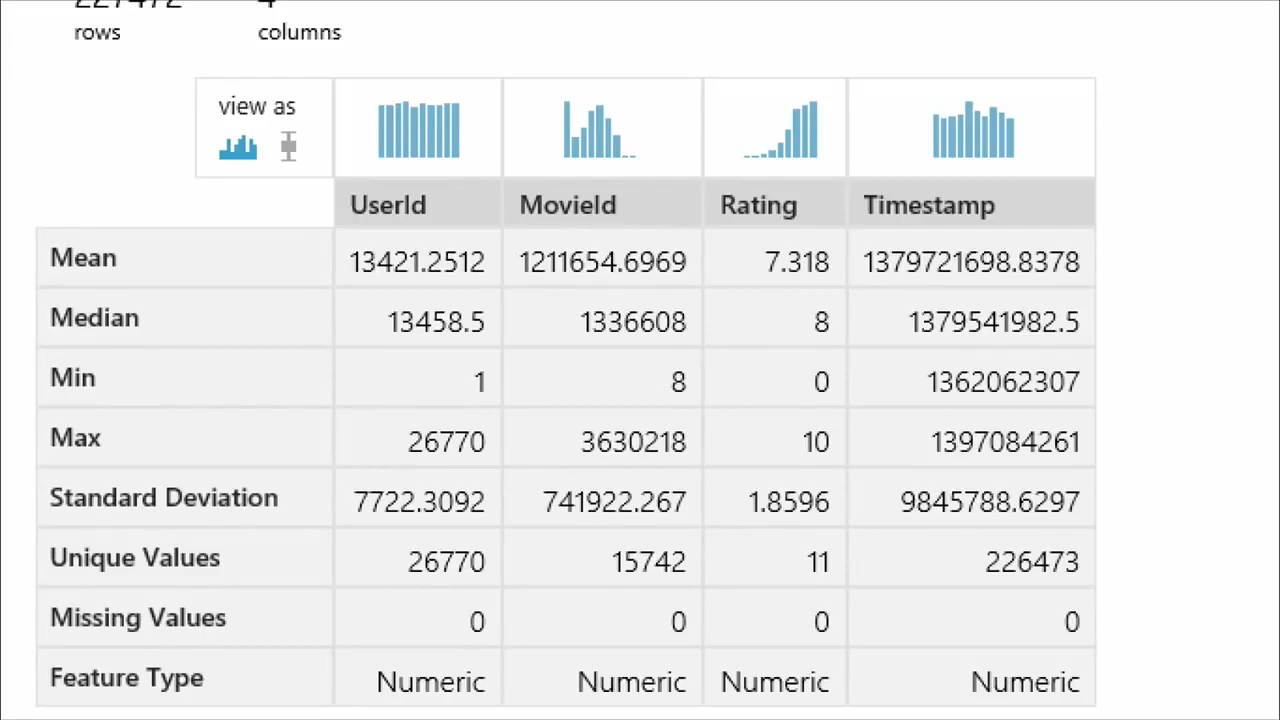 rows columns
view as
UserId MovieId Rating Timestamp
Mean 13421.2512 1211654.6969 7.318 1379721698.8378
Median 13458.5 1336608 8 1379541982.5
Min 1 8 0 1362062307
Max 26770 3630218 10 1397084261
Standard Deviation 7722.3092 741922.267 1.8596 9845788.6297
Unique Values 26770 15742 11 226473
Missing Values 0 0 0 0
Feature Type Numeric Numeric Numeric Numeric